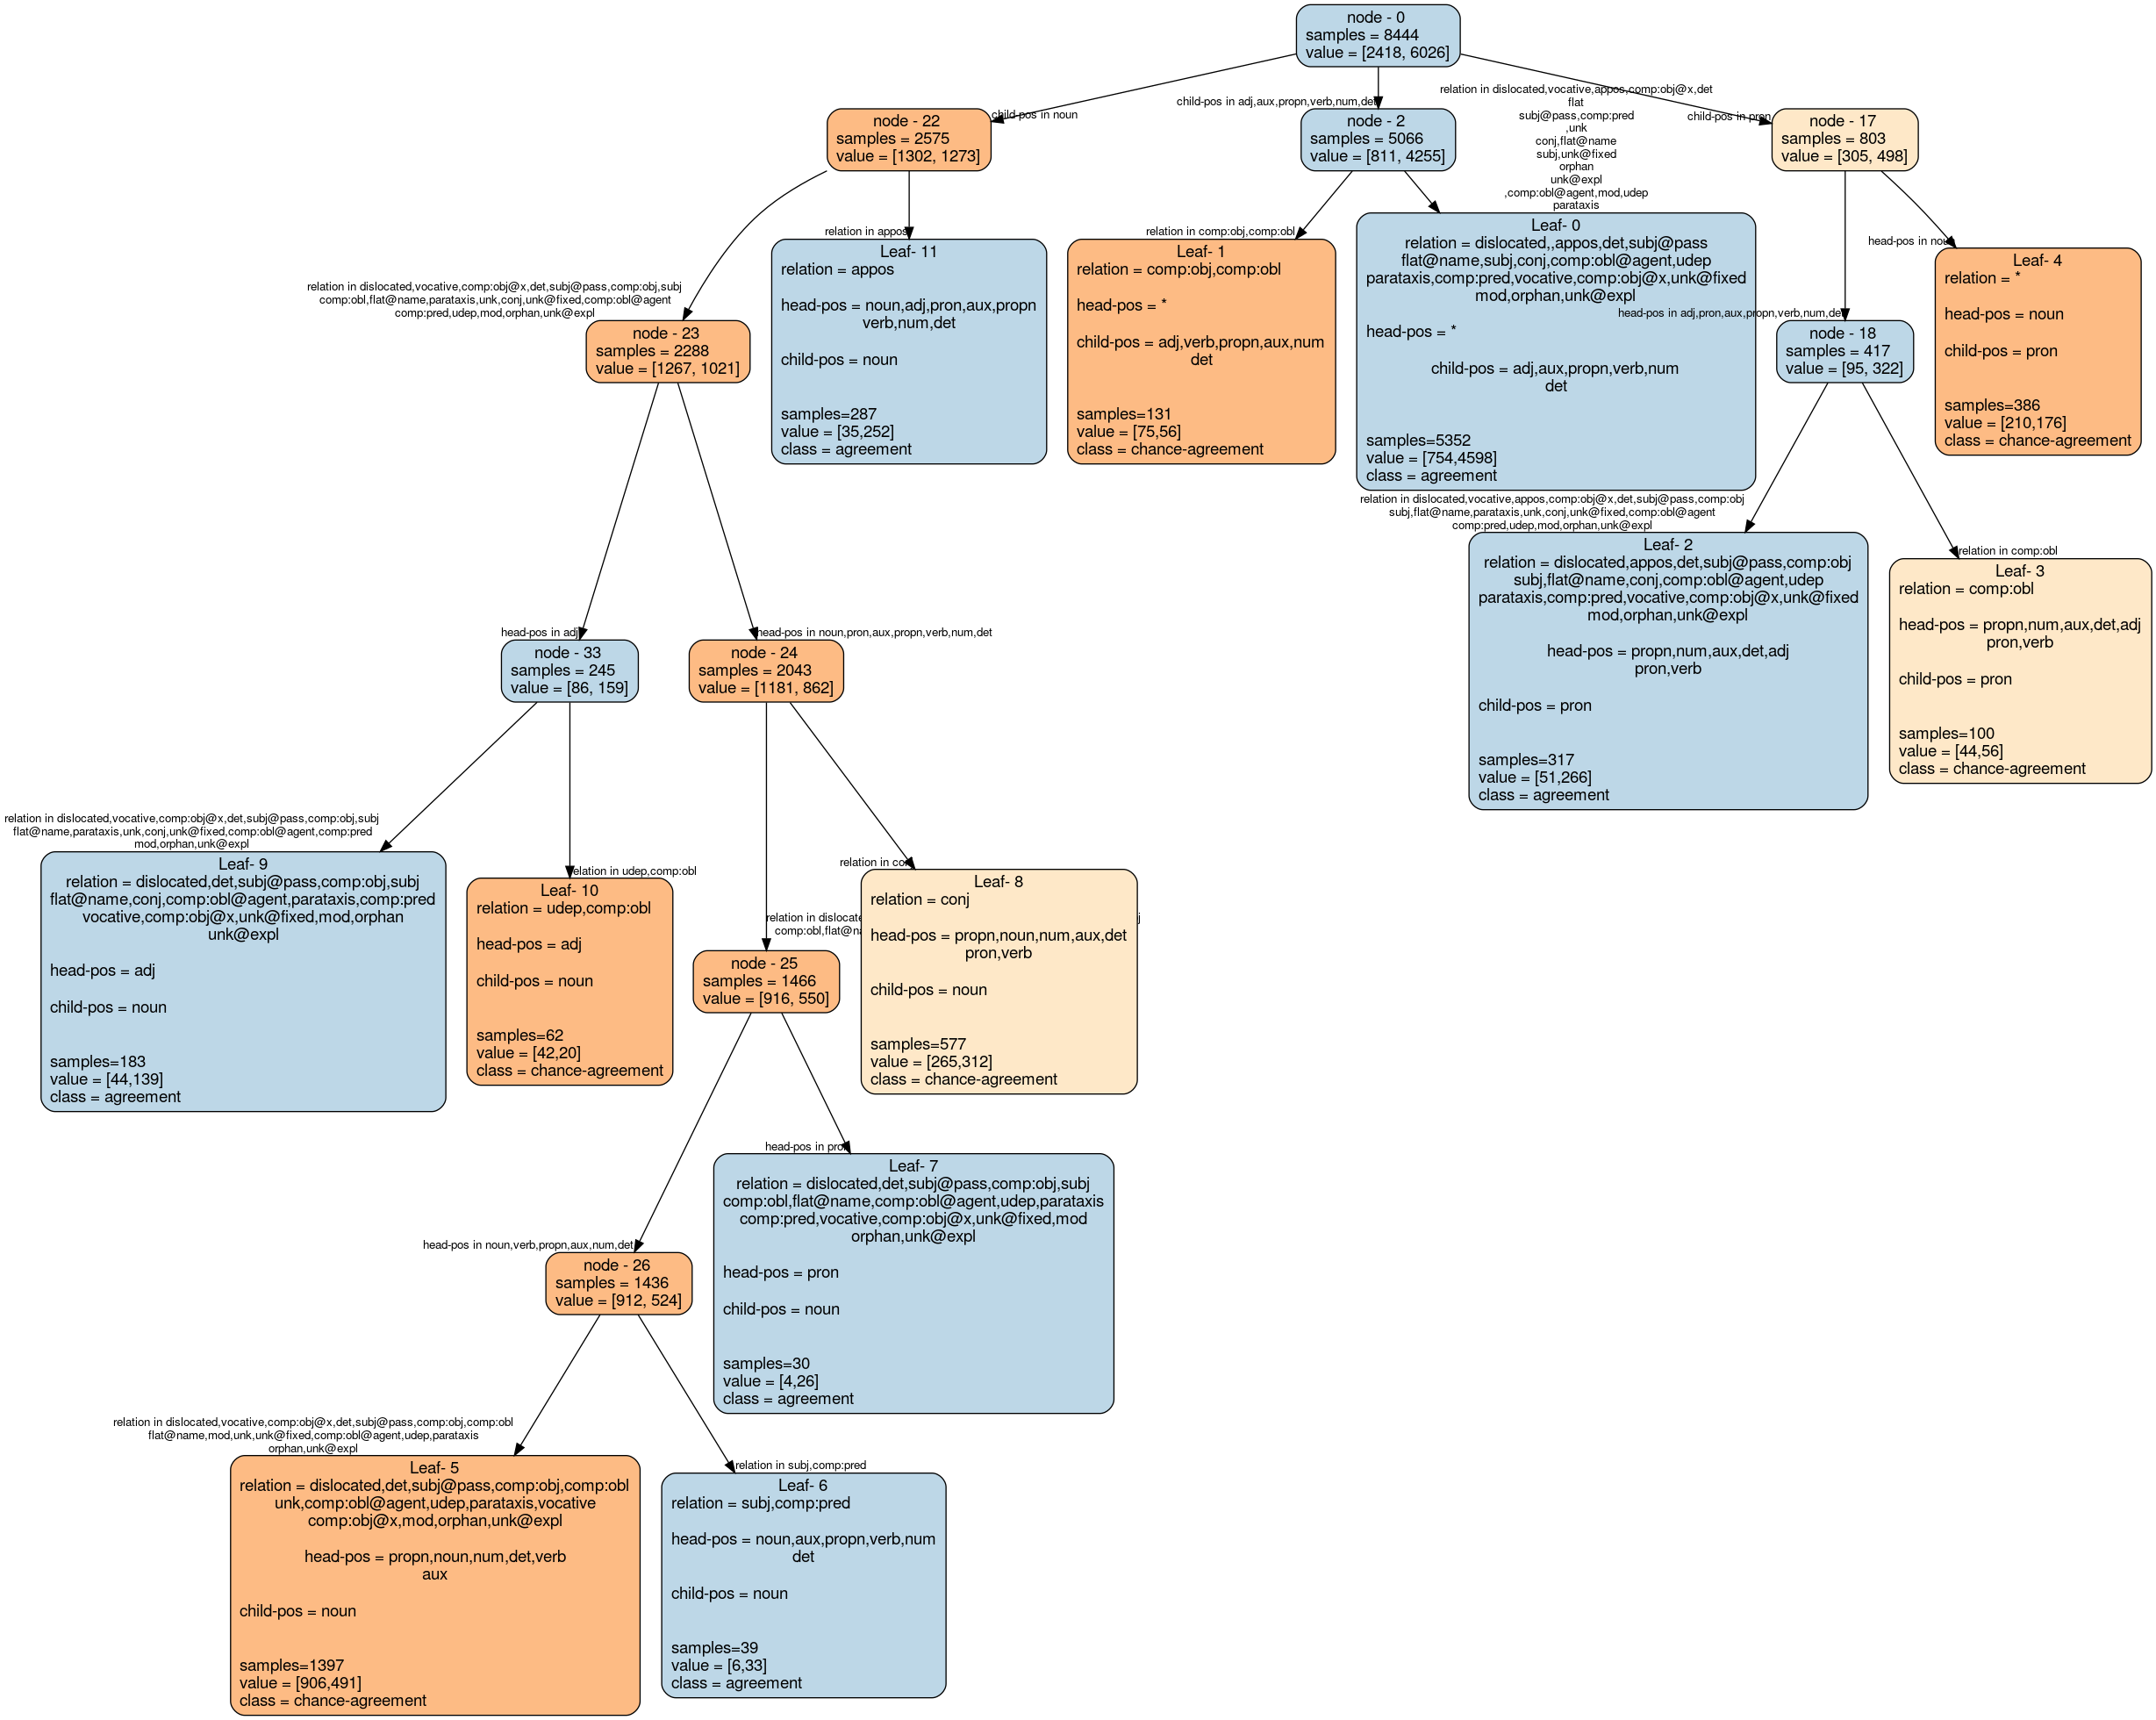 node - 0
samples = 8444
value = [2418, 6026]
child-pos in noun
child-pos in adj,aux,propn,verb,num,det
relation in dislocated,vocative,appos,comp:obj@x,det
flat
subj@pass,comp:pred
,unk
conj,flat@name
subj,unk@fixed
orphan
unk@expl
,comp:obl@agent,mod,udep
parataxis
child-pos in pron
node - 22
samples = 2575
value = [1302, 1273]
node - 2
samples = 5066
value = [811, 4255]
node - 17
samples = 803
value = [305, 498]
relation in appos
Leaf- 11
relation = appos
head-pos = noun,adj,pron,aux,propn
verb,num,det
child-pos = noun
samples=287
value = [35,252]
class = agreement
relation in comp:obj,comp:obl
Leaf- 1
relation = comp:obj,comp:obl
head-pos = *
child-pos = adj,verb,propn,aux,num
det
samples=131
value = [75,56]
class = chance-agreement
Leaf- 0
relation = dislocated,,appos,det,subj@pass
flat@name,subj,conj,comp:obl@agent,udep
parataxis,comp:pred,vocative,comp:obj@x,unk@fixed
mod,orphan,unk@expl
head-pos = *
child-pos = adj,aux,propn,verb,num
det
samples=5352
value = [754,4598]
class = agreement
head-pos in noun
Leaf- 4
relation = *
head-pos = noun
child-pos = pron
samples=386
value = [210,176]
class = chance-agreement
relation in dislocated,vocative,comp:obj@x,det,subj@pass,comp:obj,subj
comp:obl,flat@name,parataxis,unk,conj,unk@fixed,comp:obl@agent
comp:pred,udep,mod,orphan,unk@expl
node - 23
samples = 2288
value = [1267, 1021]
head-pos in adj,pron,aux,propn,verb,num,det
node - 18
samples = 417
value = [95, 322]
relation in dislocated,vocative,appos,comp:obj@x,det,subj@pass,comp:obj
subj,flat@name,parataxis,unk,conj,unk@fixed,comp:obl@agent
comp:pred,udep,mod,orphan,unk@expl
Leaf- 2
relation = dislocated,appos,det,subj@pass,comp:obj
subj,flat@name,conj,comp:obl@agent,udep
parataxis,comp:pred,vocative,comp:obj@x,unk@fixed
mod,orphan,unk@expl
head-pos = propn,num,aux,det,adj
pron,verb
child-pos = pron
samples=317
value = [51,266]
class = agreement
relation in comp:obl
Leaf- 3
relation = comp:obl
head-pos = propn,num,aux,det,adj
pron,verb
child-pos = pron
samples=100
value = [44,56]
class = chance-agreement
head-pos in adj
node - 33
samples = 245
value = [86, 159]
head-pos in noun,pron,aux,propn,verb,num,det
node - 24
samples = 2043
value = [1181, 862]
relation in dislocated,vocative,comp:obj@x,det,subj@pass,comp:obj,subj
flat@name,parataxis,unk,conj,unk@fixed,comp:obl@agent,comp:pred
mod,orphan,unk@expl
Leaf- 9
relation = dislocated,det,subj@pass,comp:obj,subj
flat@name,conj,comp:obl@agent,parataxis,comp:pred
vocative,comp:obj@x,unk@fixed,mod,orphan
unk@expl
head-pos = adj
child-pos = noun
samples=183
value = [44,139]
class = agreement
relation in udep,comp:obl
Leaf- 10
relation = udep,comp:obl
head-pos = adj
child-pos = noun
samples=62
value = [42,20]
class = chance-agreement
relation in
node - 25
samples = 1466
value = [916, 550]
relation in conj
Leaf- 8
relation = conj
head-pos = propn,noun,num,aux,det
pron,verb
child-pos = noun
samples=577
value = [265,312]
class = chance-agreement
head-pos in pron
Leaf- 7
relation = dislocated,det,subj@pass,comp:obj,subj
comp:obl,flat@name,comp:obl@agent,udep,parataxis
comp:pred,vocative,comp:obj@x,unk@fixed,mod
orphan,unk@expl
head-pos = pron
child-pos = noun
samples=30
value = [4,26]
class = agreement
head-pos in noun,verb,propn,aux,num,det
node - 26
samples = 1436
value = [912, 524]
relation in dislocated,vocative,comp:obj@x,det,subj@pass,comp:obj,comp:obl
flat@name,mod,unk,unk@fixed,comp:obl@agent,udep,parataxis
orphan,unk@expl
Leaf- 5
relation = dislocated,det,subj@pass,comp:obj,comp:obl
unk,comp:obl@agent,udep,parataxis,vocative
comp:obj@x,mod,orphan,unk@expl
head-pos = propn,noun,num,det,verb
aux
child-pos = noun
samples=1397
value = [906,491]
class = chance-agreement
relation in subj,comp:pred
Leaf- 6
relation = subj,comp:pred
head-pos = noun,aux,propn,verb,num
det
child-pos = noun
samples=39
value = [6,33]
class = agreement